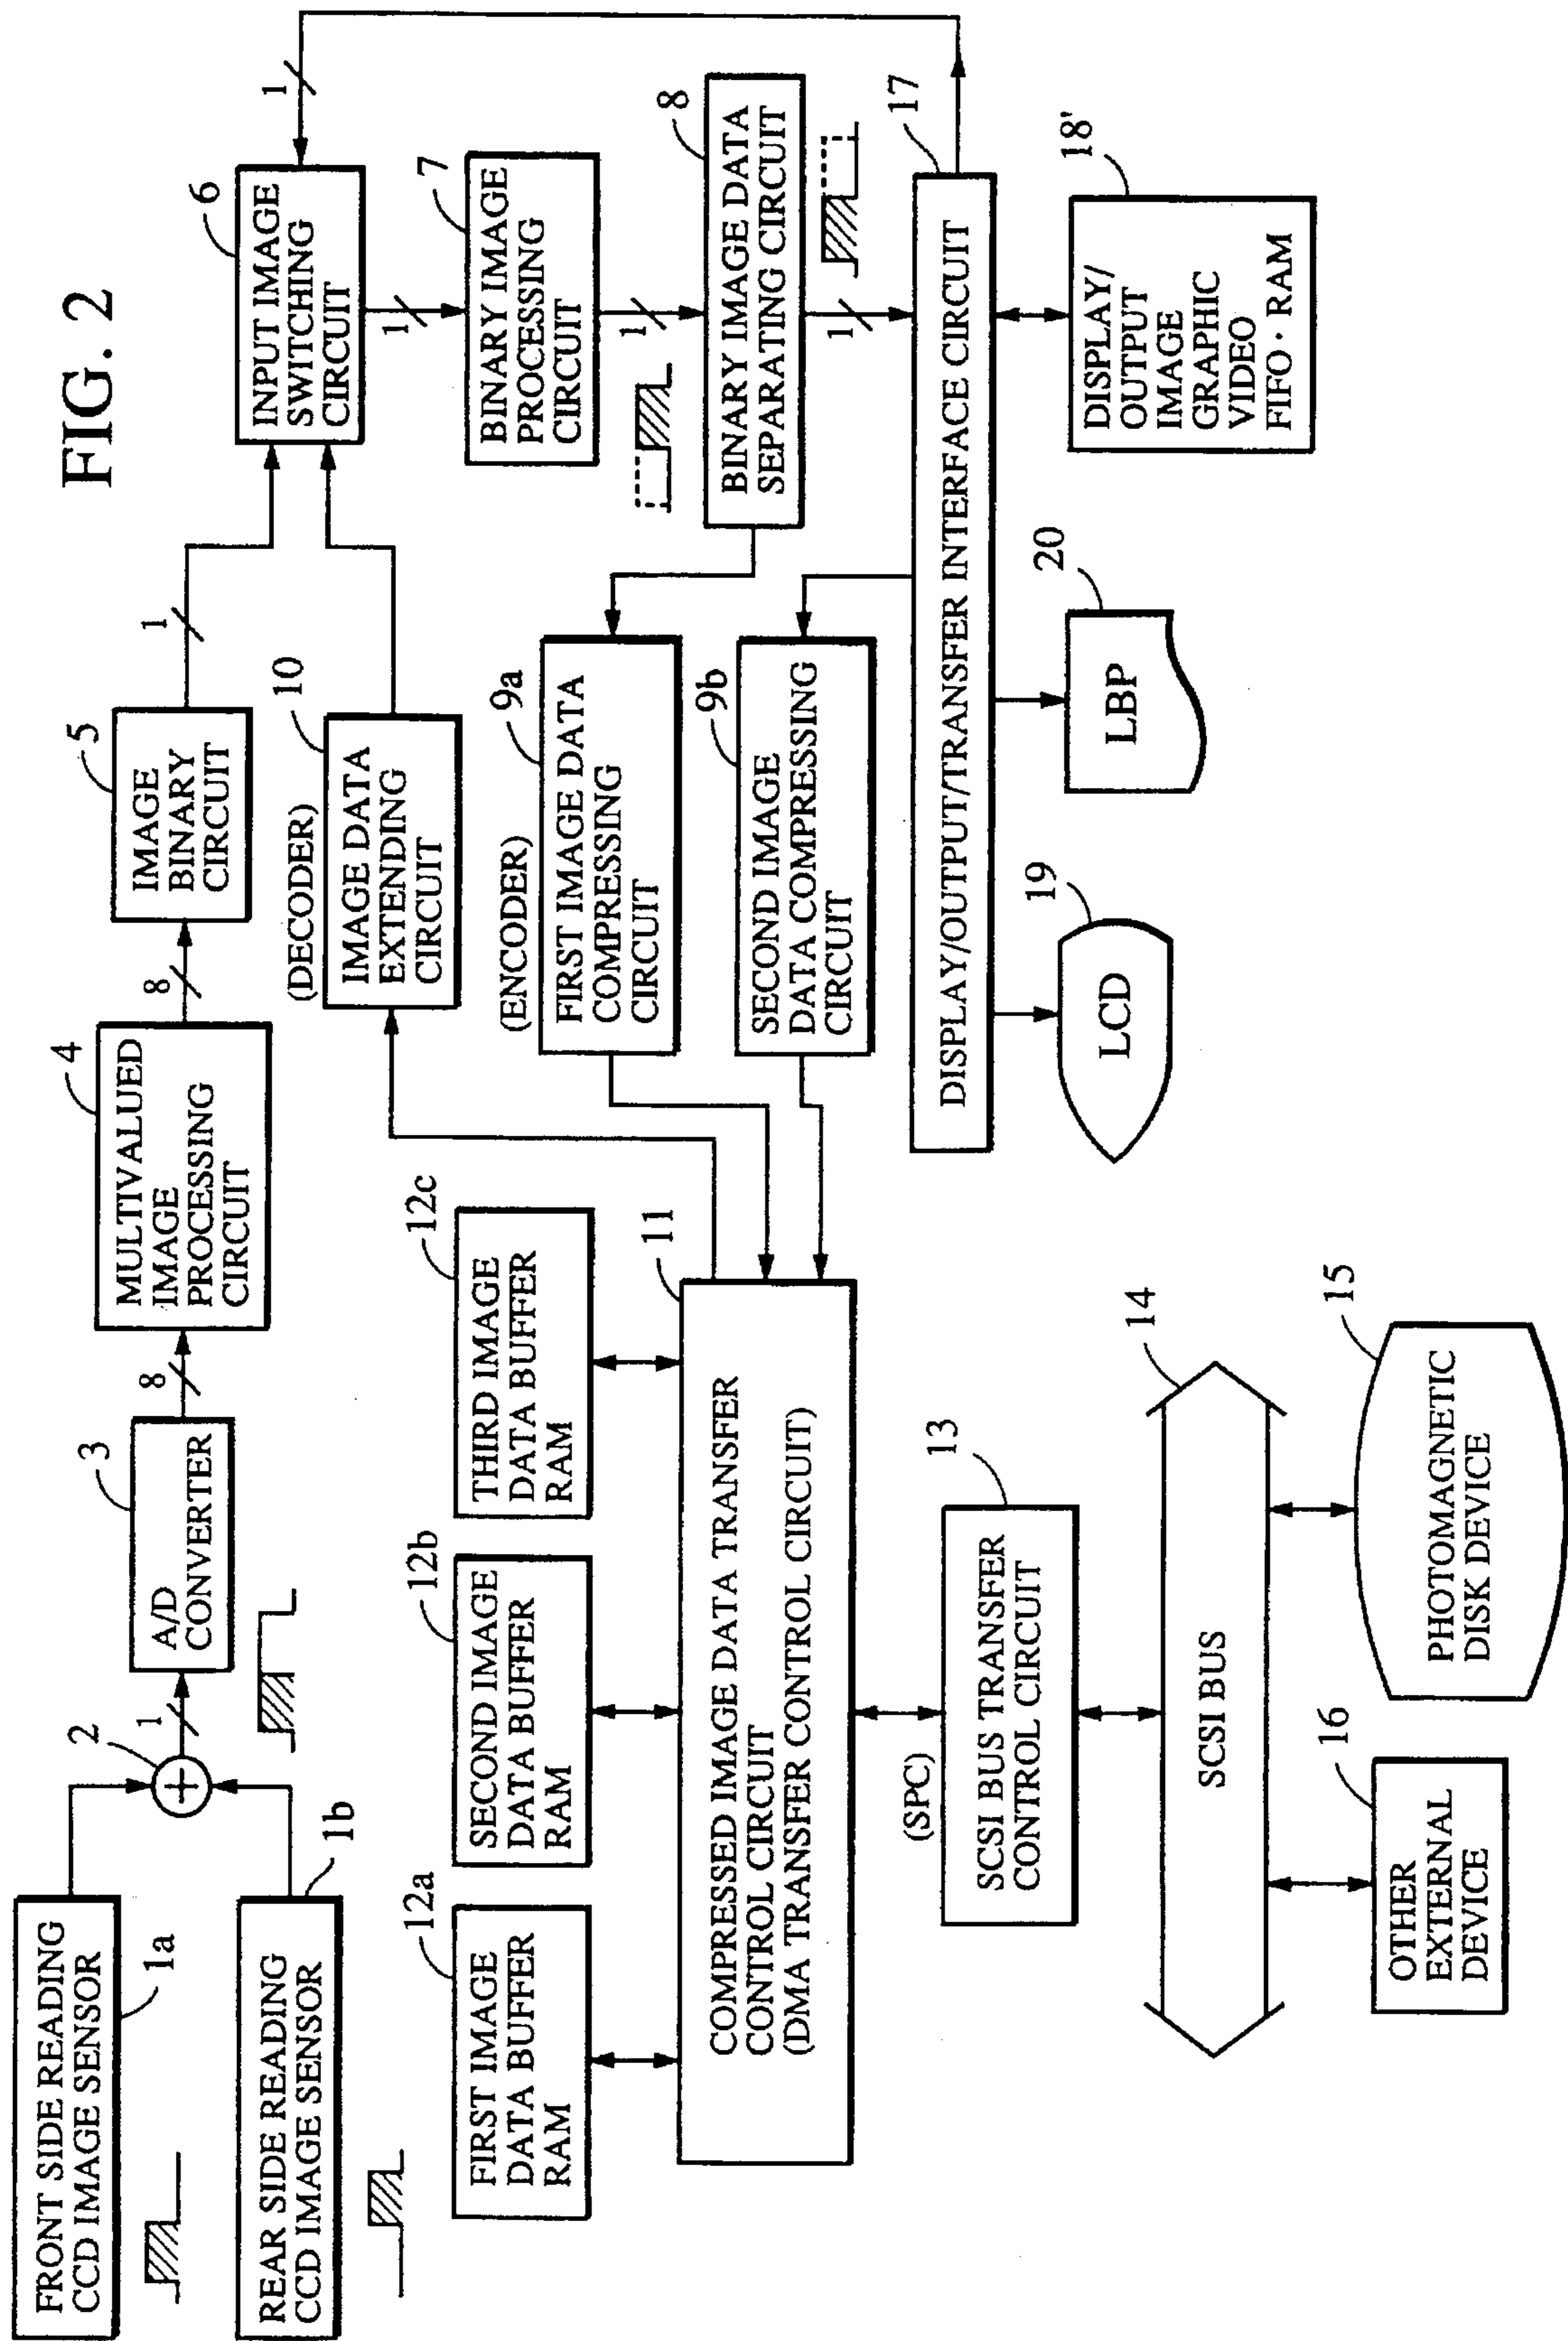 FIG. 2
FRONT SIDE READING
CCD IMAGE SENSOR
1a
REAR SIDE READING
CCD IMAGE SENSOR
1b
2
1
A/D
CONVERTER
3
8
MULTIVALUED
IMAGE
PROCESSING
CIRCUIT
4
8
IMAGE
BINARY
CIRCUIT
5
1
INPUT IMAGE
SWITCHING
CIRCUIT
6
1
1
BINARY IMAGE
PROCESSING
CIRCUIT
7
1
BINARY IMAGE DATA
SEPARATING CIRCUIT
8
1
(DECODER)
IMAGE DATA
EXTENDING
CIRCUIT
10
(ENCODER)
FIRST IMAGE DATA
COMPRESSING
CIRCUIT
9a
SECOND IMAGE
DATA COMPRESSING
CIRCUIT
9b
FIRST IMAGE
DATA BUFFER
RAM
12a
SECOND IMAGE
DATA BUFFER
RAM
12b
THIRD IMAGE
DATA BUFFER
RAM
12c
COMPRESSED IMAGE DATA TRANSFER
CONTROL CIRCUIT
(DMA TRANSFER CONTROL CIRCUIT)
11
DISPLAY/OUTPUT/TRANSFER INTERFACE CIRCUIT
17
(SPC)
SCSI BUS TRANSFER
CONTROL CIRCUIT
13
SCSI BUS
14
OTHER
EXTERNAL
DEVICE
16
PHOTOMAGNETIC
DISK DEVICE
15
LCD
19
LBP
20
DISPLAY/
OUTPUT
IMAGE
GRAPHIC
VIDEO
FIFO · RAM
18'